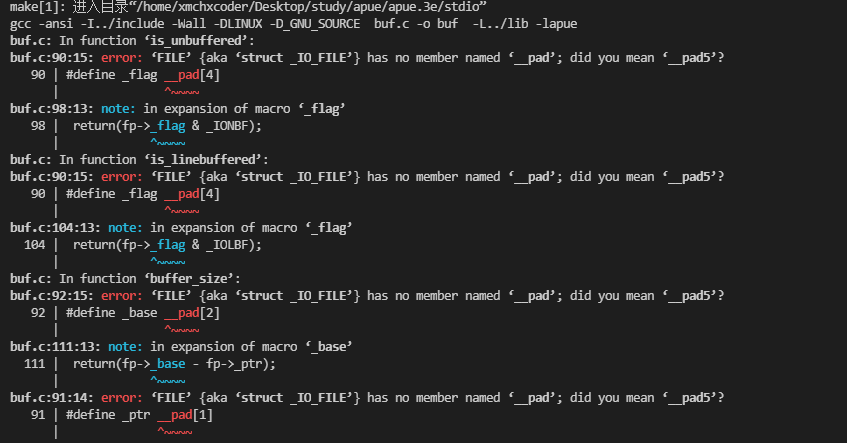 make[1]: 进入目录“/home/xmchxcoder/Desktop/study/apue/apue.3e/stdio”
gcc -ansi -I../include -Wall -DLINUX -D_GNU_SOURCE  buf.c -o buf  -L../lib -lapue
buf.c: In function ‘is_unbuffered’:
buf.c:90:15: error: ‘FILE’ {aka ‘struct _IO_FILE’} has no member named ‘__pad’; did you mean ‘__pad5’?
   90 | #define _flag __pad[4]
      |               ^~~~~
buf.c:98:13: note: in expansion of macro ‘_flag’
   98 |  return(fp->_flag & _IONBF);
      |             ^~~~~
buf.c: In function ‘is_linebuffered’:
buf.c:90:15: error: ‘FILE’ {aka ‘struct _IO_FILE’} has no member named ‘__pad’; did you mean ‘__pad5’?
   90 | #define _flag __pad[4]
      |               ^~~~~
buf.c:104:13: note: in expansion of macro ‘_flag’
  104 |  return(fp->_flag & _IOLBF);
      |             ^~~~~
buf.c: In function ‘buffer_size’:
buf.c:92:15: error: ‘FILE’ {aka ‘struct _IO_FILE’} has no member named ‘__pad’; did you mean ‘__pad5’?
   92 | #define _base __pad[2]
      |               ^~~~~
buf.c:111:13: note: in expansion of macro ‘_base’
  111 |  return(fp->_base - fp->_ptr);
      |             ^~~~~
buf.c:91:14: error: ‘FILE’ {aka ‘struct _IO_FILE’} has no member named ‘__pad’; did you mean ‘__pad5’?
   91 | #define _ptr __pad[1]
      |              ^~~~~